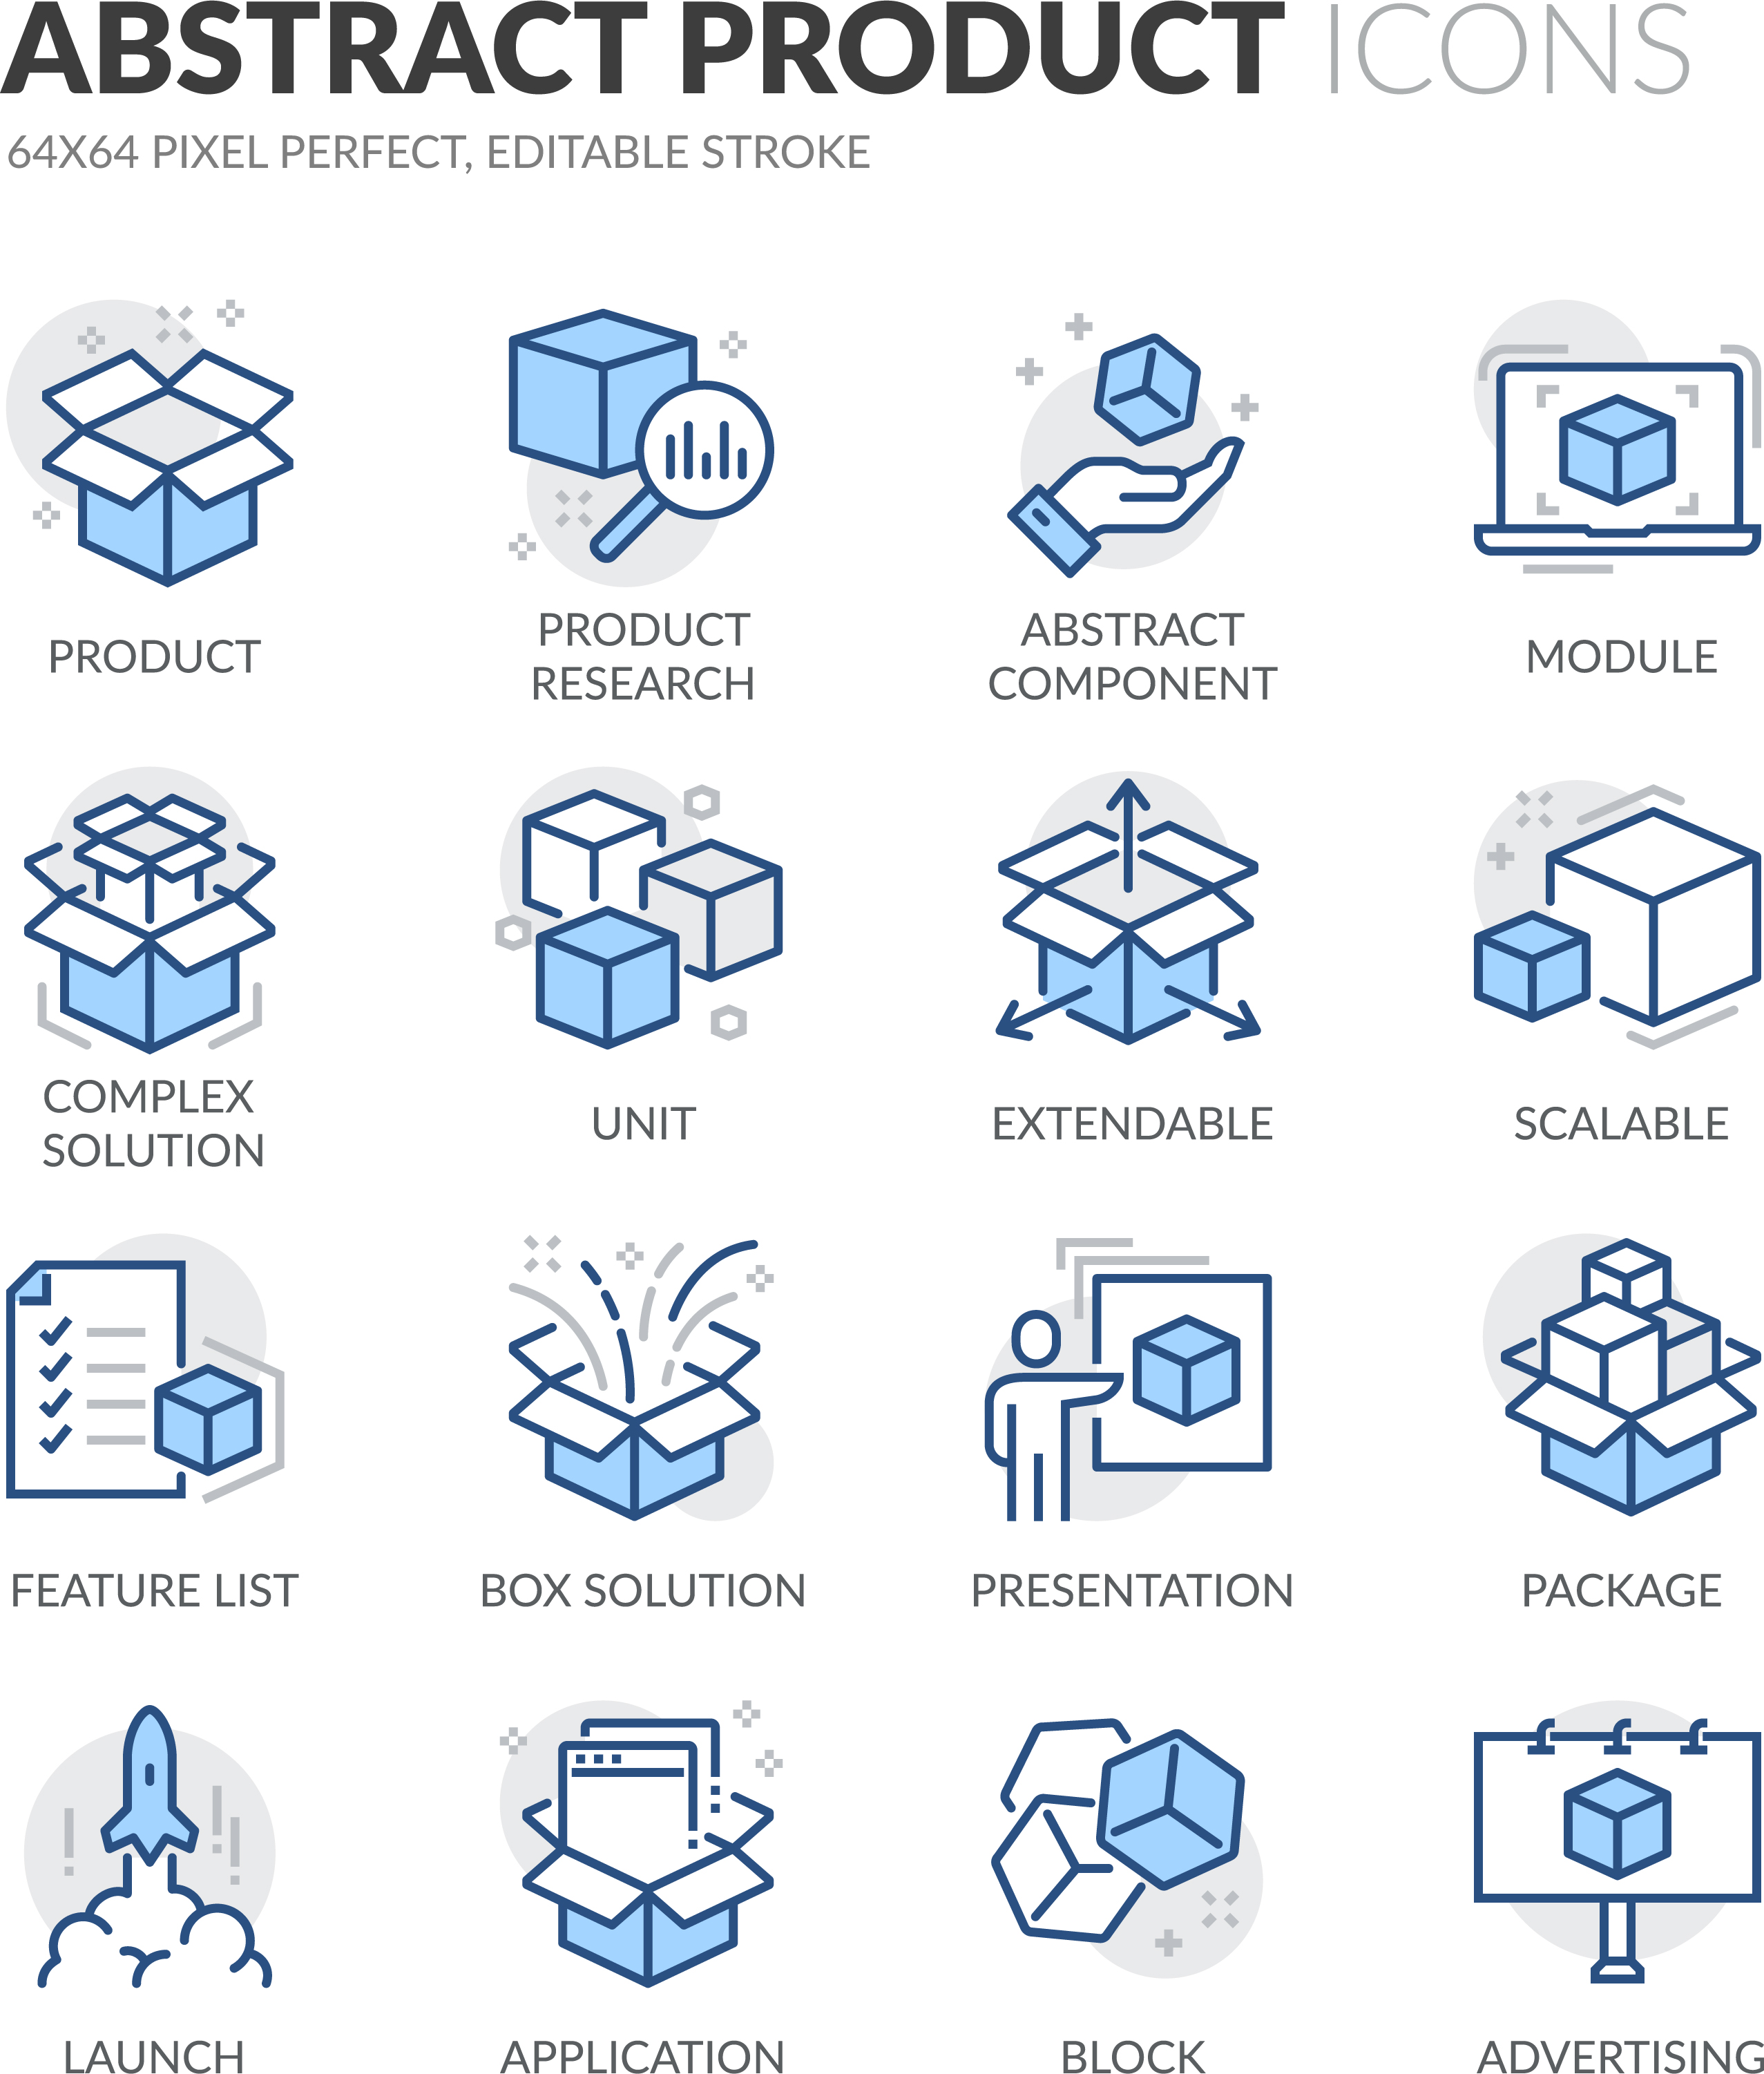 ABSTRACT PRODUCT ICONS
64X64 PIXEL PERFECT, EDITABLE STROKE
PRODUCT
PRODUCT
RESEARCH
ABSTRACT
COMPONENT
MODULE
COMPLEX
SOLUTION
UNIT
EXTENDABLE
SCALABLE
FEATURE LIST
BOX SOLUTION
PRESENTATION
PACKAGE
LAUNCH
APPLICATION
BLOCK
ADVERTISING